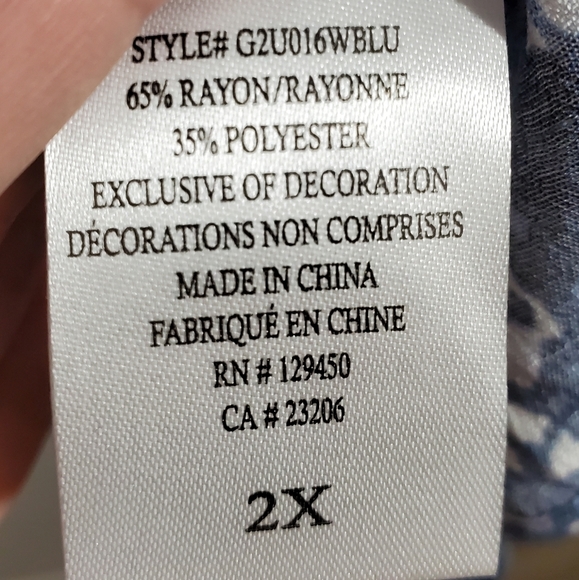 STYLE# G2U016WBLU
65% RAYON/RAYONNE
35% POLYESTER
EXCLUSIVE OF DECORATION
DÉCORATIONS NON COMPRISES
MADE IN CHINA
FABRIQUÉ EN CHINE
RN # 129450
CA # 23206
2X